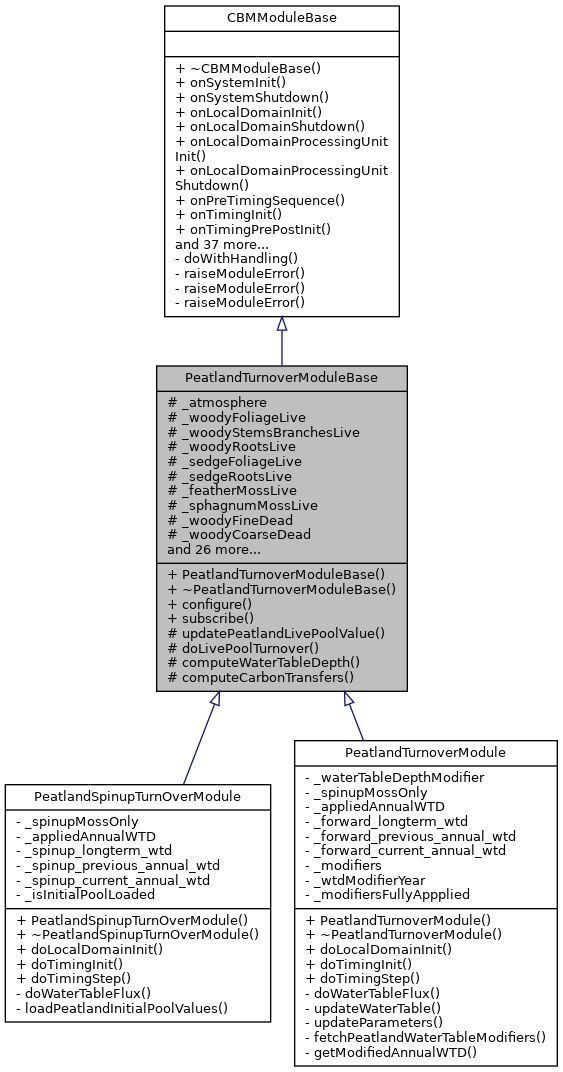 CBMModuleBase
+ ~CBMModuleBase()
+ onSystemInit()
+ onSystemShutdown()
+ onLocalDomainInit()
+ onLocalDomainShutdown()
+ onLocalDomainProcessingUnit
Init()
+ onLocalDomainProcessingUnit
Shutdown()
+ onPreTimingSequence()
+ onTimingInit()
+ onTimingPrePostInit()
and 37 more...
- doWithHandling()
- raiseModuleError()
- raiseModuleError()
- raiseModuleError()
PeatlandTurnoverModuleBase
# _atmosphere
# _woodyFoliageLive
# _woodyStemsBranchesLive
# _woodyRootsLive
# _sedgeFoliageLive
# _sedgeRootsLive
# _featherMossLive
# _sphagnumMossLive
# _woodyFineDead
# _woodyCoarseDead
and 26 more...
+ PeatlandTurnoverModuleBase()
+ ~PeatlandTurnoverModuleBase()
+ configure()
+ subscribe()
# updatePeatlandLivePoolValue()
# doLivePoolTurnover()
# computeWaterTableDepth()
# computeCarbonTransfers()
PeatlandSpinupTurnOverModule
- _spinupMossOnly
- _appliedAnnualWTD
- _spinup_longterm_wtd
- _spinup_previous_annual_wtd
- _spinup_current_annual_wtd
- _isInitialPoolLoaded
+ PeatlandSpinupTurnOverModule()
+ ~PeatlandSpinupTurnOverModule()
+ doLocalDomainInit()
+ doTimingInit()
+ doTimingStep()
- doWaterTableFlux()
- loadPeatlandInitialPoolValues()
PeatlandTurnoverModule
- _waterTableDepthModifier
- _spinupMossOnly
- _appliedAnnualWTD
- _forward_longterm_wtd
- _forward_previous_annual_wtd
- _forward_current_annual_wtd
- _modifiers
- _wtdModifierYear
- _modifiersFullyAppplied
+ PeatlandTurnoverModule()
+ ~PeatlandTurnoverModule()
+ doLocalDomainInit()
+ doTimingInit()
+ doTimingStep()
- doWaterTableFlux()
- updateWaterTable()
- updateParameters()
- fetchPeatlandWaterTableModifiers()
- getModifiedAnnualWTD()